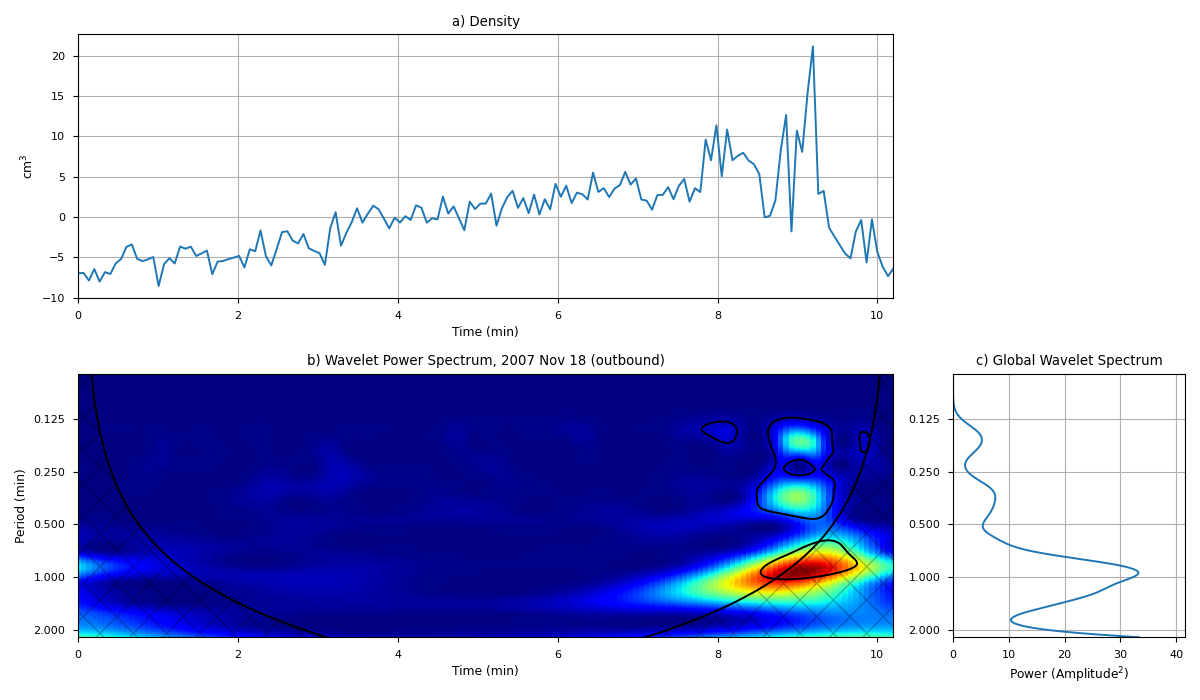 a) Density
20
15
10
5
0
−5
−10
cm³
0 2 4 6 8 10
Time (min)
b) Wavelet Power Spectrum, 2007 Nov 18 (outbound)
0.125
0.250
0.500
1.000
2.000
Period (min)
0 2 4 6 8 10
Time (min)
c) Global Wavelet Spectrum
0.125
0.250
0.500
1.000
2.000
0 10 20 30 40
Power (Amplitude²)